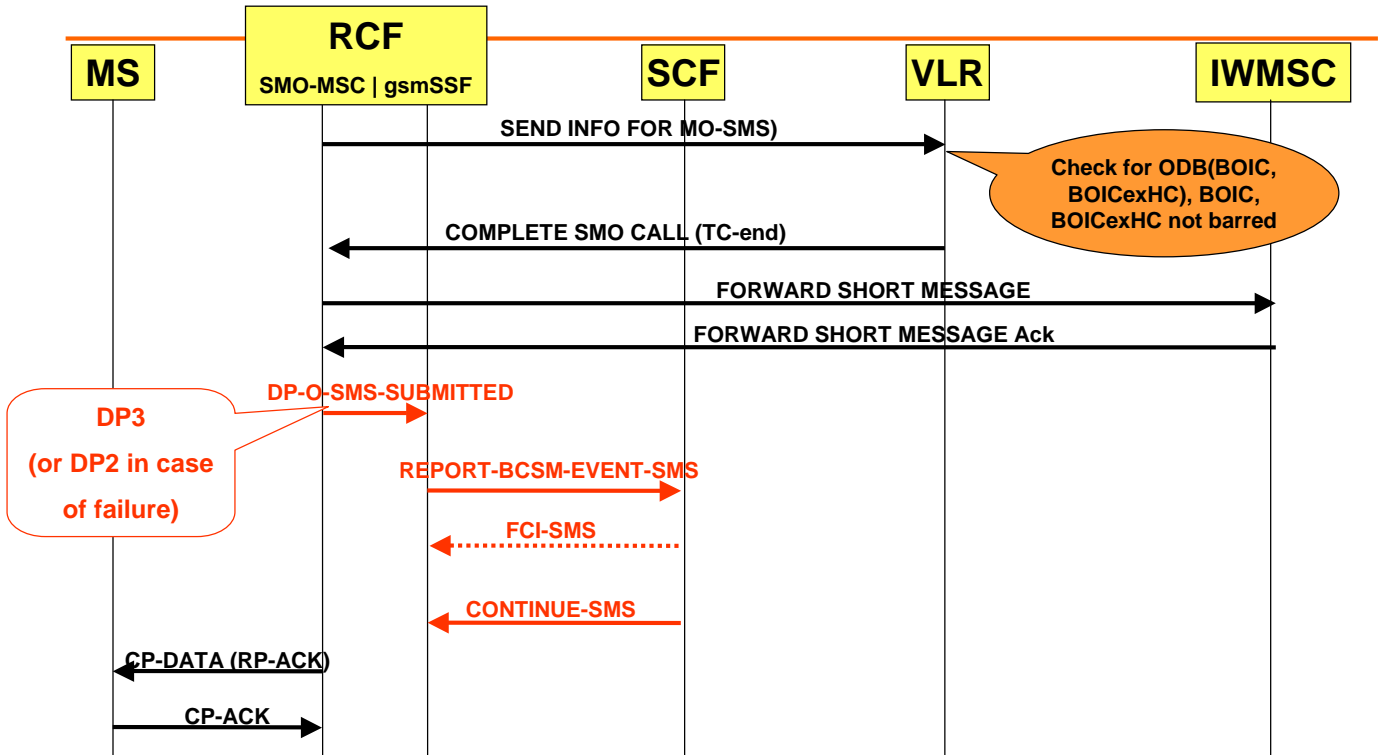 RCF
SMO-MSC | gsmSSF
MS
SCF
VLR
IWMSC
SEND INFO FOR MO-SMS)
Check for ODB(BOIC,
BOICexHC), BOIC,
BOICexHC not barred
COMPLETE SMO CALL (TC-end)
FORWARD SHORT MESSAGE
FORWARD SHORT MESSAGE Ack
DP-O-SMS-SUBMITTED
DP3
(or DP2 in case
of failure)
REPORT-BCSM-EVENT-SMS
FCI-SMS
CONTINUE-SMS
CP-DATA (RP-ACK)
CP-ACK